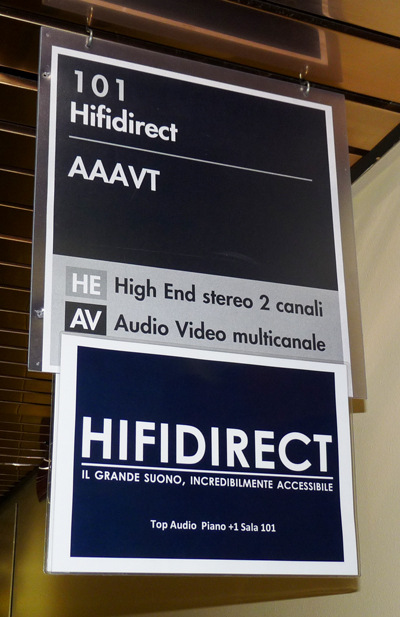 101
Hifidirect
AAAVT
HE High End stereo 2 canali
AV Audio Video multicanale
HIFIDIRECT
IL GRANDE SUONO, INCREDIBILMENTE ACCESSIBILE
Top Audio Piano +1 Sala 101